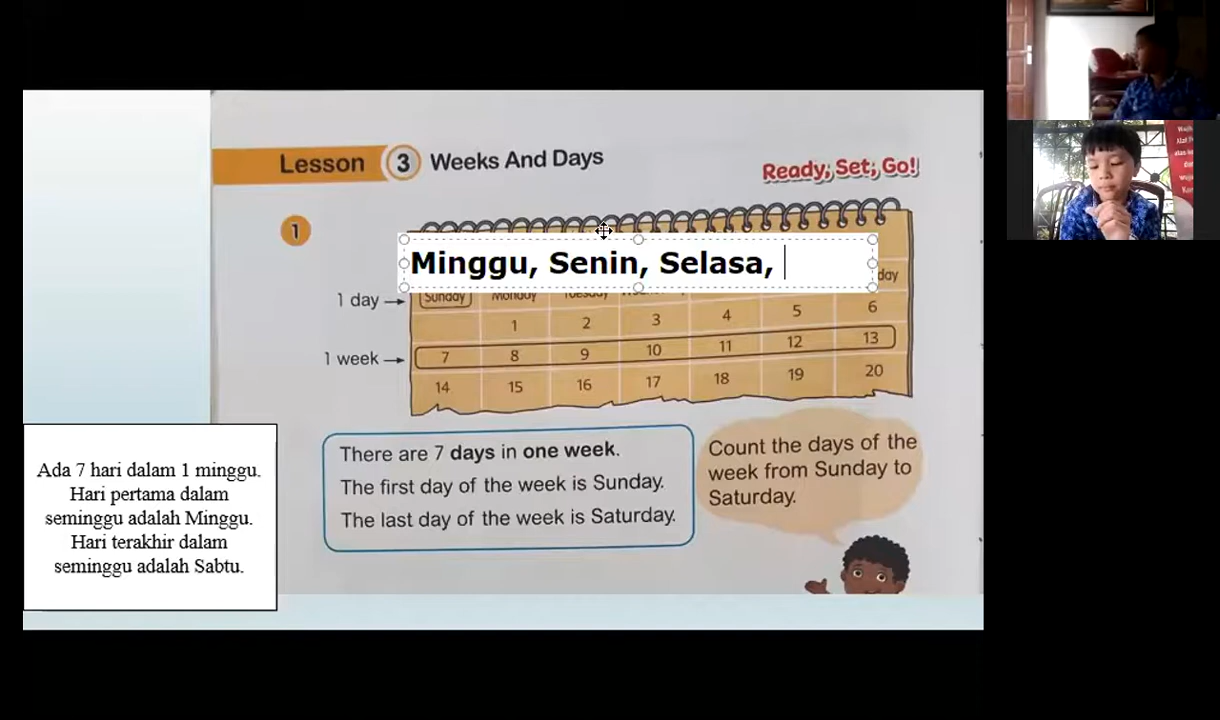 Lesson 3 Weeks And Days
Ready, Set, Go!
1
Minggu, Senin, Selasa,
day
1 day
Sunday Monday Tuesday
1 2 3 4 5 6
1 week
7 8 9 10 11 12 13
14 15 16 17 18 19 20
There are 7 days in one week.
The first day of the week is Sunday.
The last day of the week is Saturday.
Count the days of the
week from Sunday to
Saturday.
Ada 7 hari dalam 1 minggu.
Hari pertama dalam
seminggu adalah Minggu.
Hari terakhir dalam
seminggu adalah Sabtu.